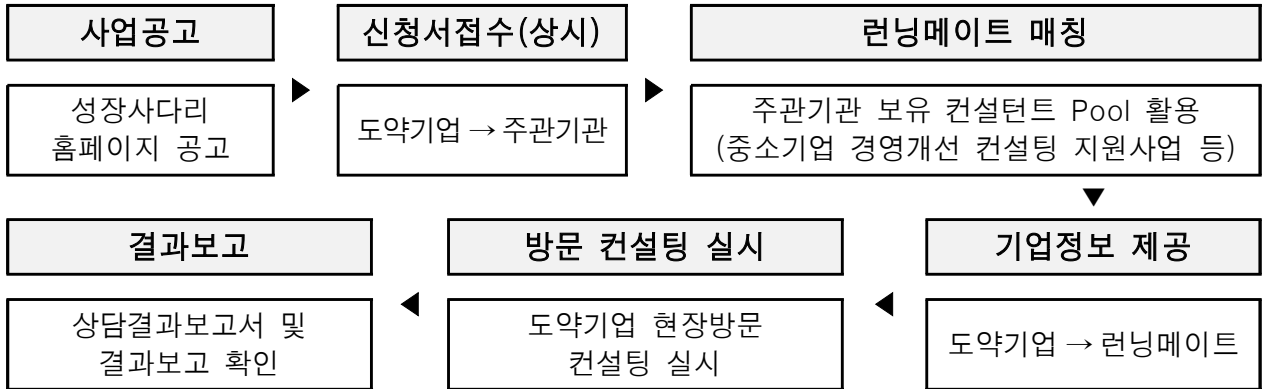 사업공고
성장사다리
홈페이지 공고
▶
신청서접수(상시)
도약기업 → 주관기관
▶
런닝메이트 매칭
주관기관 보유 컨설턴트 Pool 활용
(중소기업 경영개선 컨설팅 지원사업 등)
▼
기업정보 제공
도약기업 → 런닝메이트
◀
방문 컨설팅 실시
도약기업 현장방문
컨설팅 실시
◀
결과보고
상담결과보고서 및
결과보고 확인